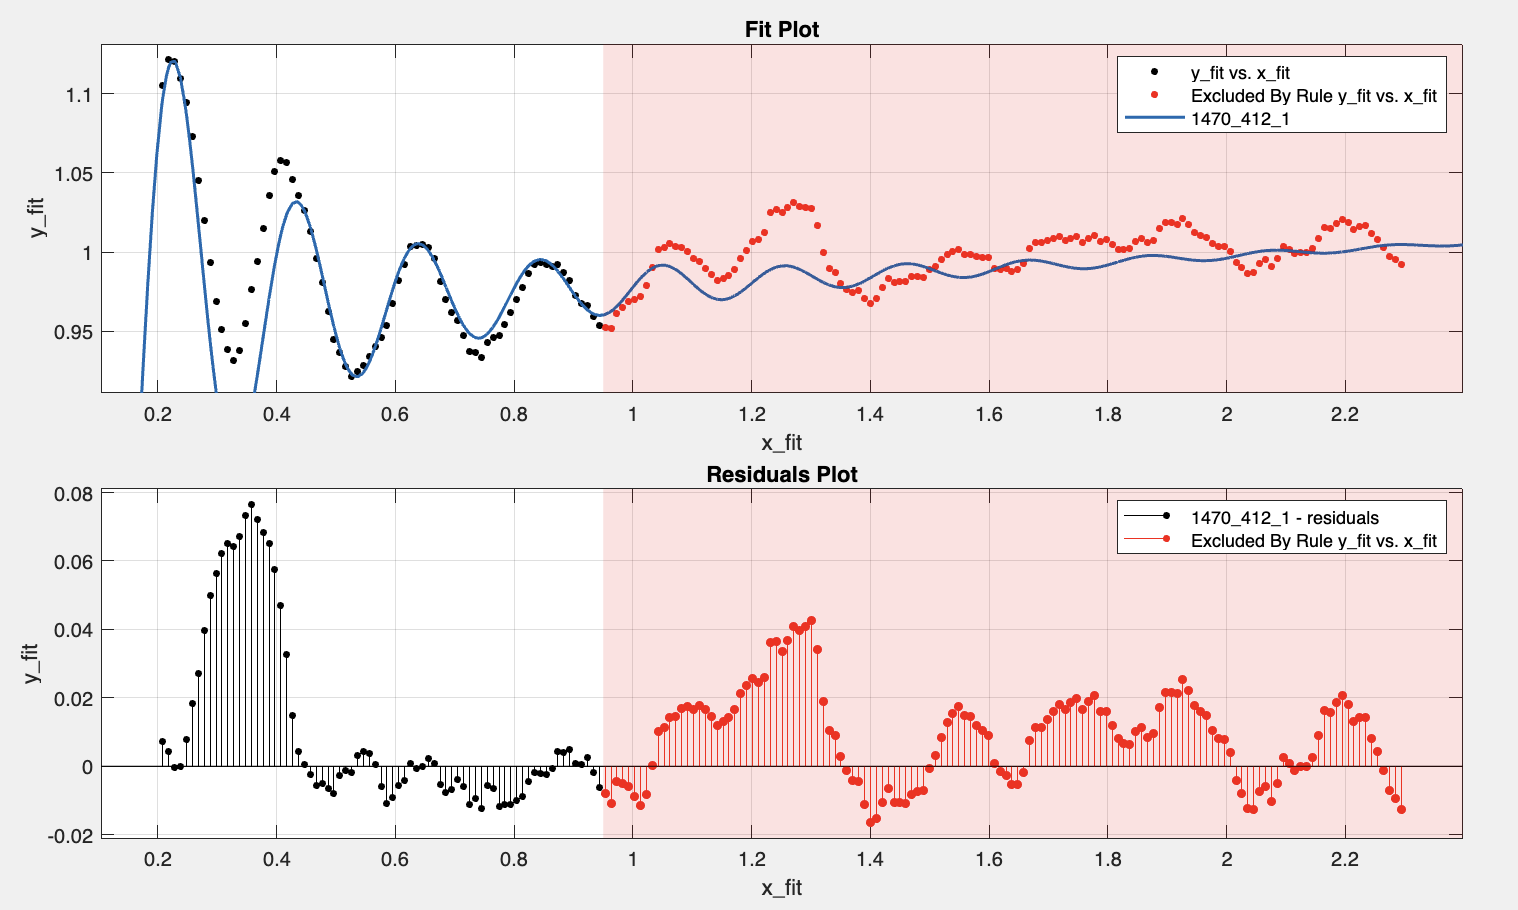 Fit Plot
y_fit vs. x_fit
Excluded By Rule y_fit vs. x_fit
1470_412_1
1.1
1.05
1
0.95
y_fit
0.2 0.4 0.6 0.8 1 1.2 1.4 1.6 1.8 2 2.2
x_fit
Residuals Plot
1470_412_1 - residuals
Excluded By Rule y_fit vs. x_fit
0.08
0.06
0.04
0.02
0
-0.02
y_fit
0.2 0.4 0.6 0.8 1 1.2 1.4 1.6 1.8 2 2.2
x_fit